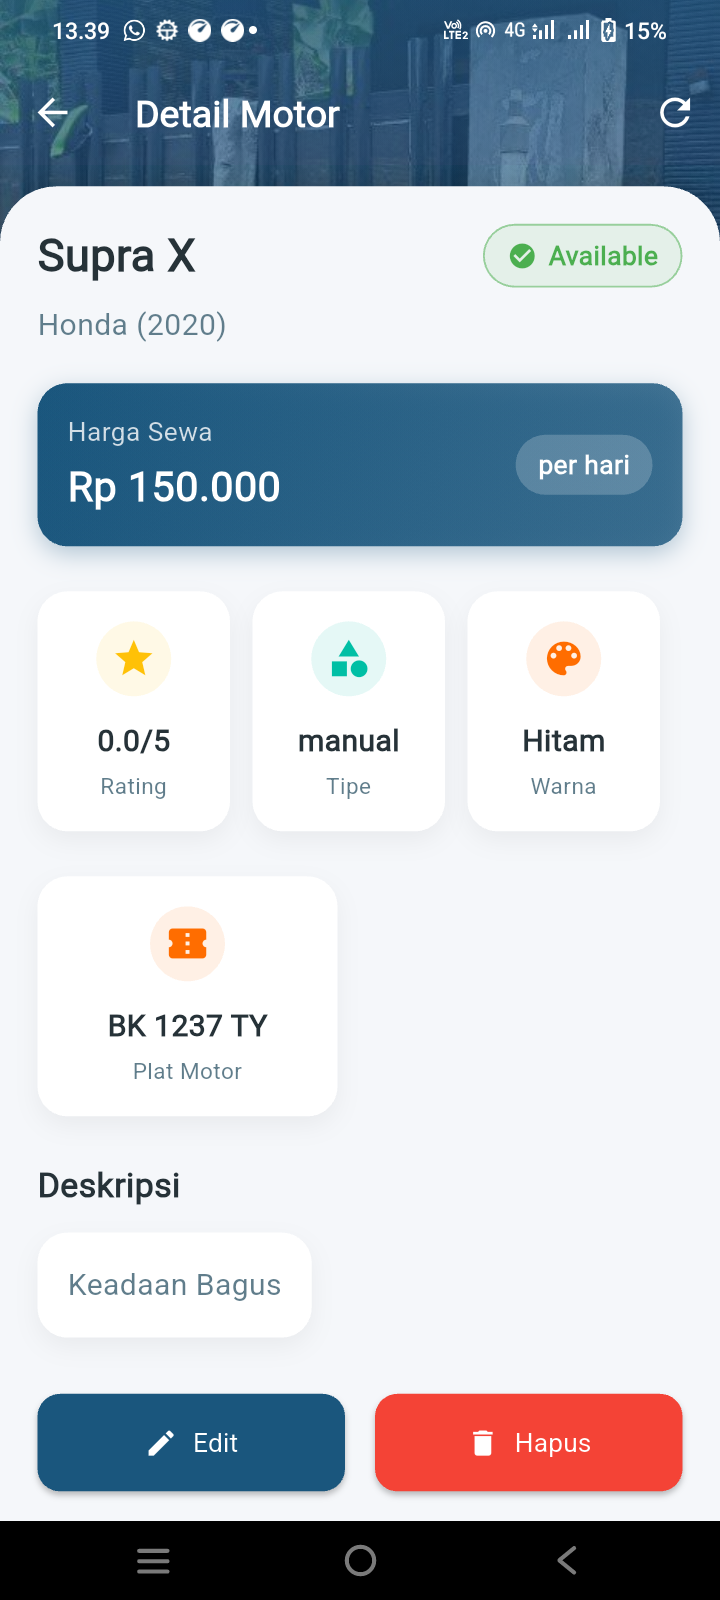 13.39 Vo)) LTE2 4G 15%
Detail Motor
Supra X
Available
Honda (2020)
Harga Sewa
Rp 150.000
per hari
0.0/5
Rating
manual
Tipe
Hitam
Warna
BK 1237 TY
Plat Motor
Deskripsi
Keadaan Bagus
Edit
Hapus